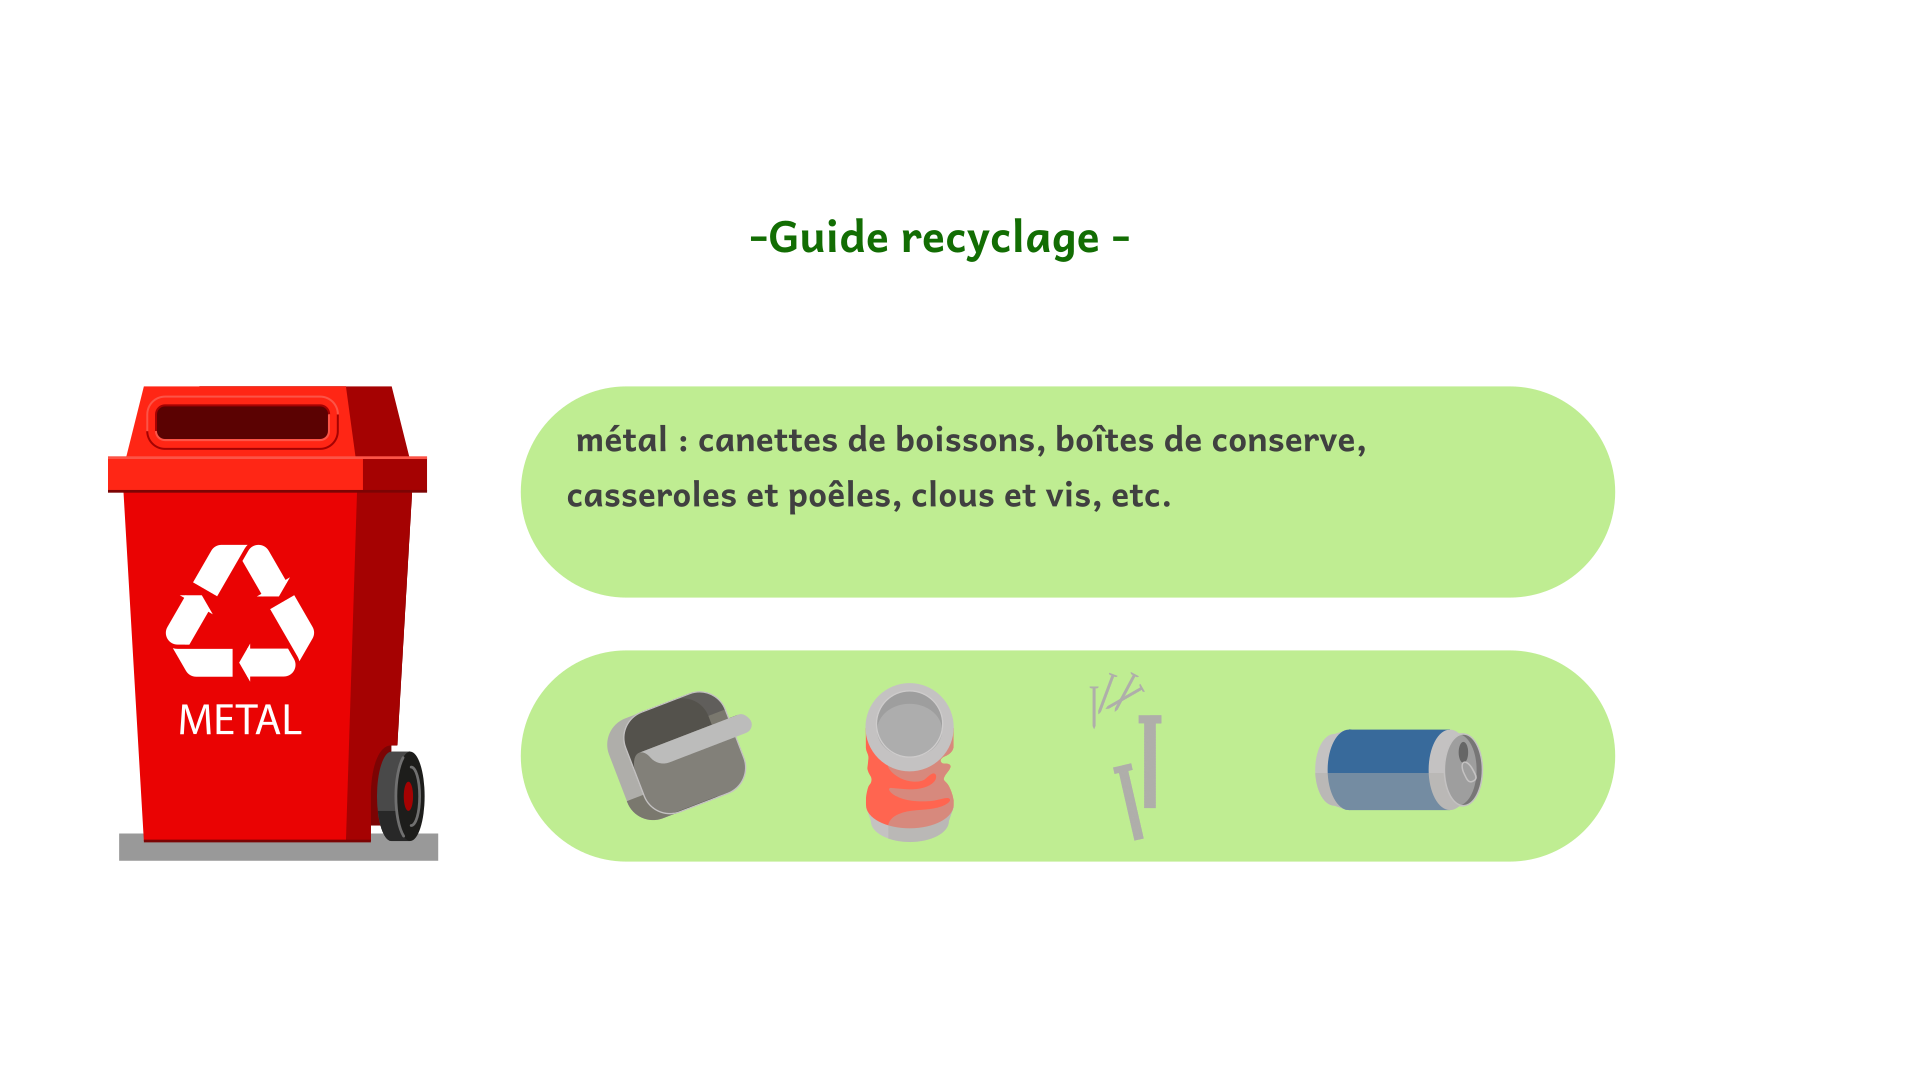 -Guide recyclage -
métal : canettes de boissons, boîtes de conserve,
casseroles et poêles, clous et vis, etc.
METAL